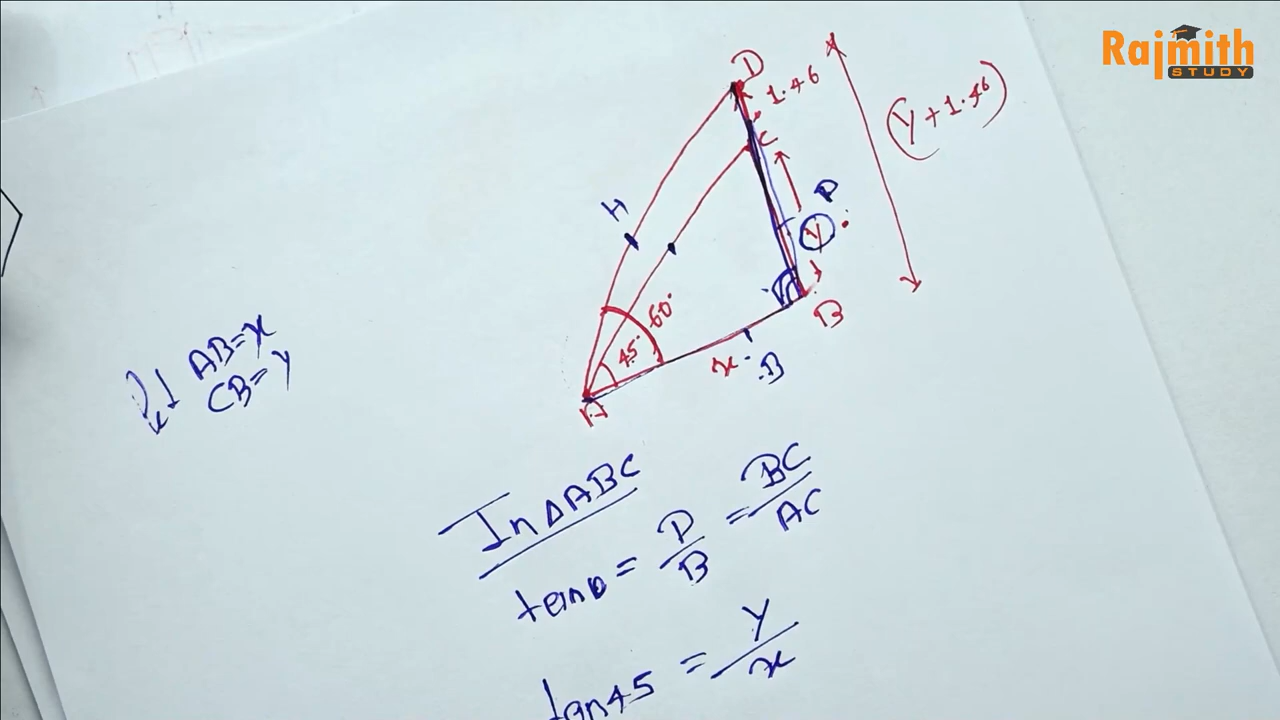 Rajmith
STUDY
D
1.46
C
(y + 1.46)
H
P
y
60°
45°
B
x
B
A
Let AB = x
CB = y
In △ABC
tanθ = P/B = BC/AC
tan45 = y/x